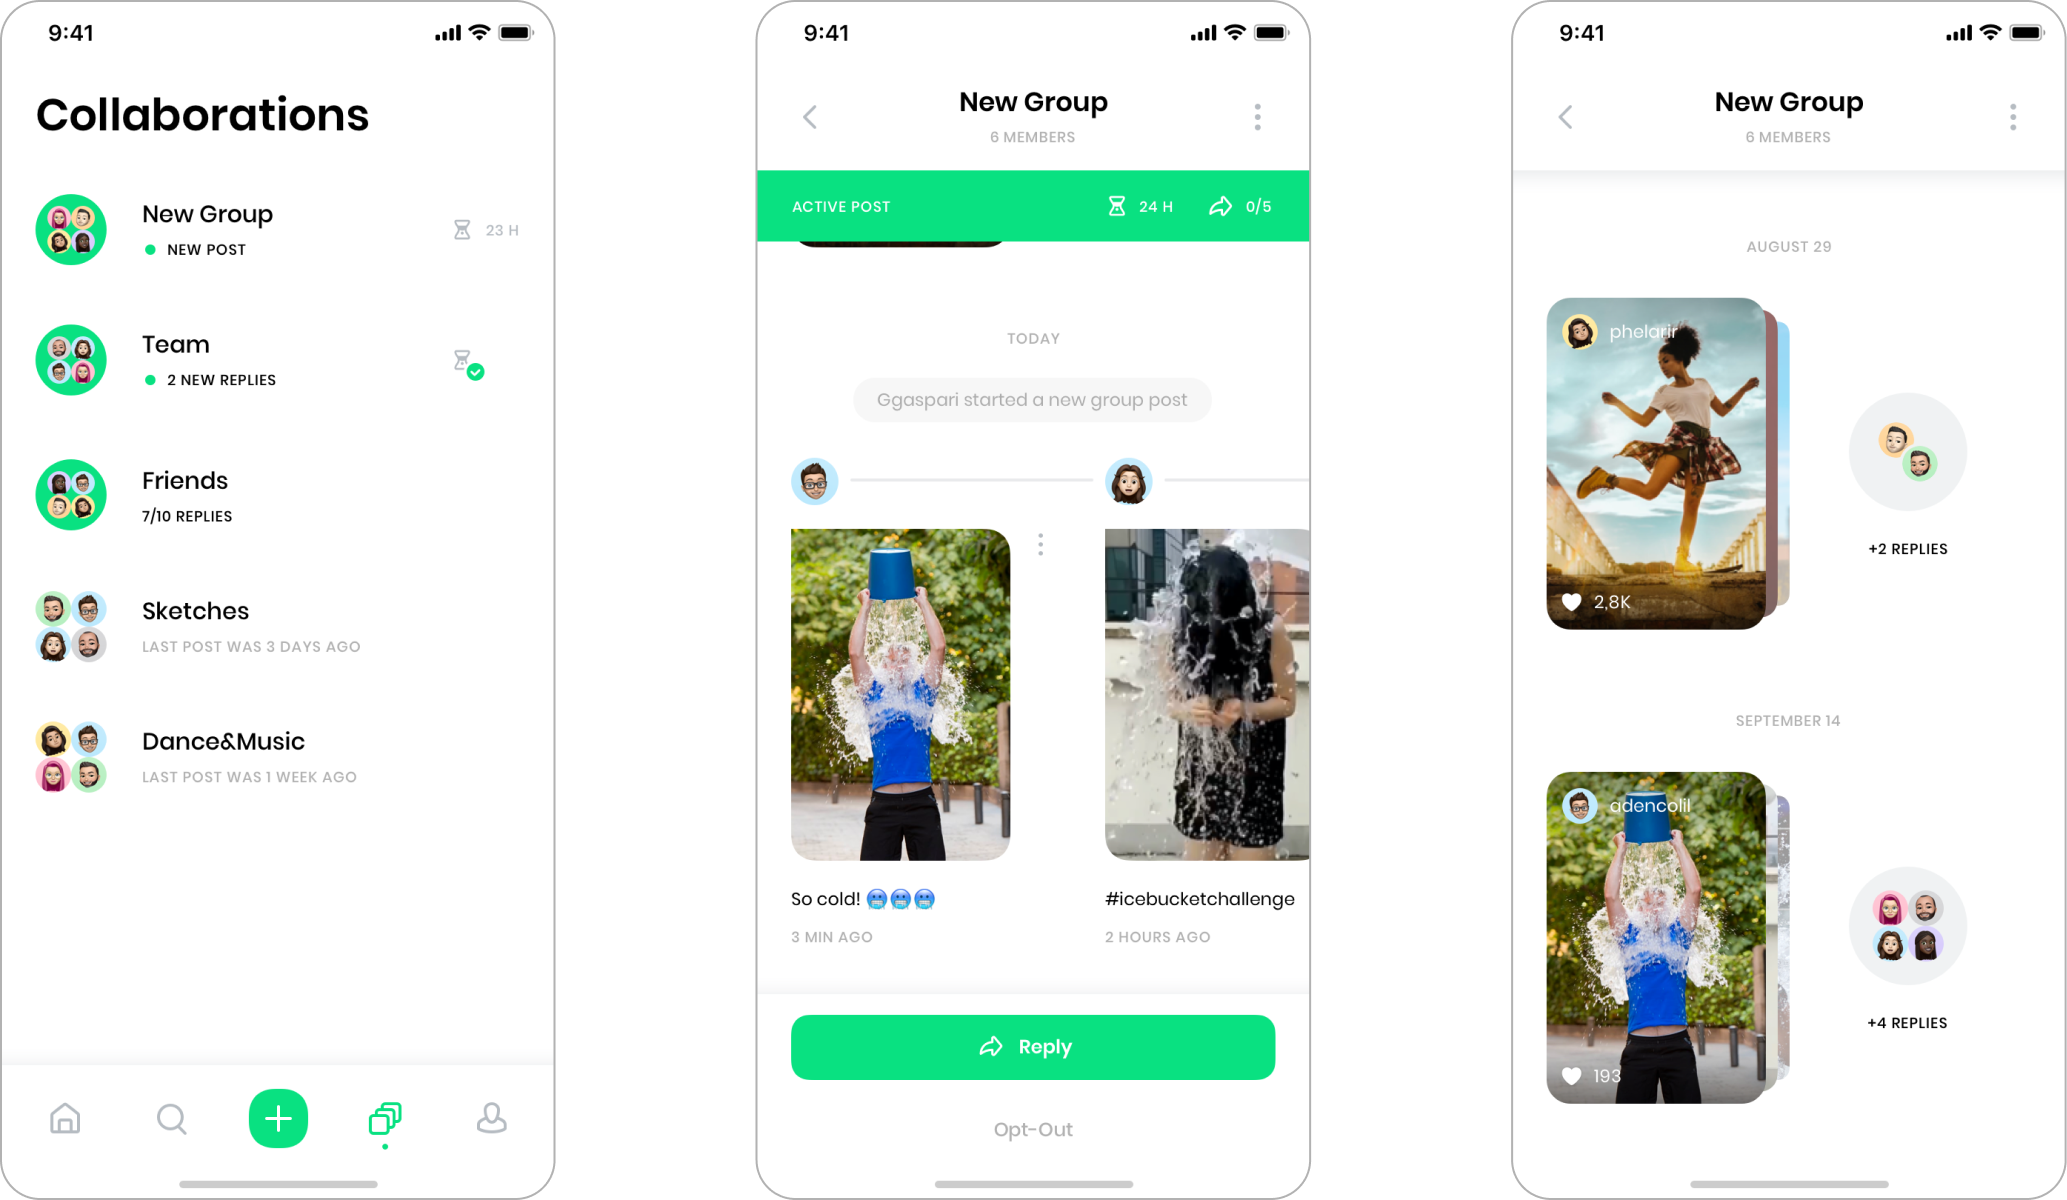 9:41
Collaborations
New Group
NEW POST
23 H
Team
2 NEW REPLIES
Friends
7/10 REPLIES
Sketches
LAST POST WAS 3 DAYS AGO
Dance&Music
LAST POST WAS 1 WEEK AGO
9:41
New Group
6 MEMBERS
ACTIVE POST
24 H
0/5
TODAY
Ggaspari started a new group post
So cold! 🥶🥶🥶
3 MIN AGO
#icebucketchallenge
2 HOURS AGO
Reply
Opt-Out
9:41
New Group
6 MEMBERS
AUGUST 29
phelarir
2,8K
+2 REPLIES
SEPTEMBER 14
adencolil
193
+4 REPLIES